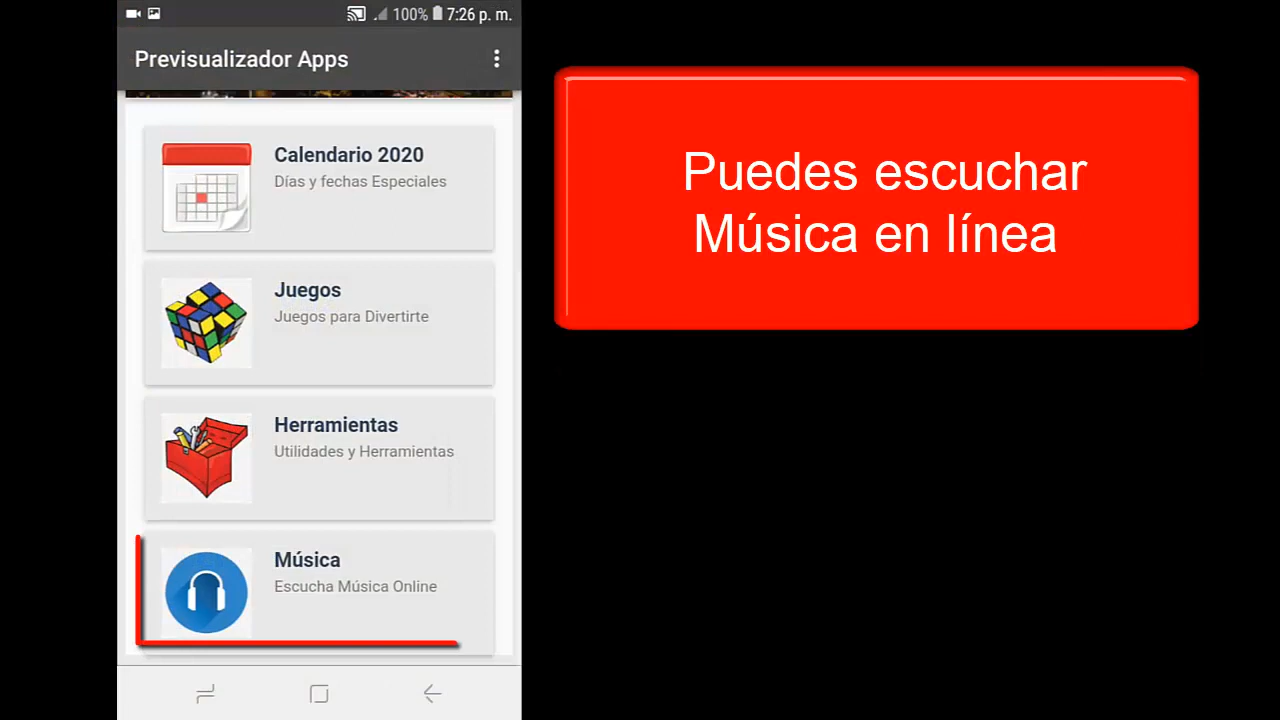 100% 7:26 p. m.
Previsualizador Apps
Calendario 2020
Días y fechas Especiales
Juegos
Juegos para Divertirte
Herramientas
Utilidades y Herramientas
Música
Escucha Música Online
Puedes escuchar
Música en línea